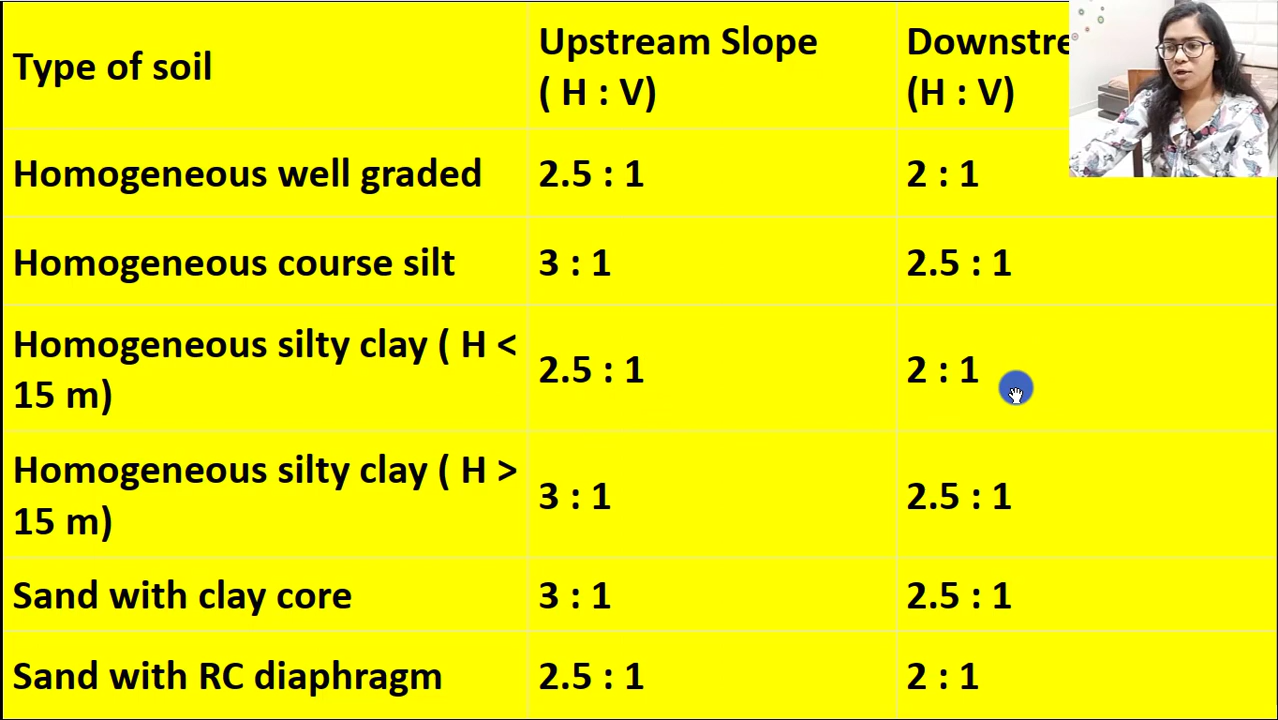 Type of soil
Upstream Slope
( H : V)
(H : V)
Homogeneous well graded
2.5 : 1
2 : 1
Homogeneous course silt
3 : 1
2.5 : 1
Homogeneous silty clay ( H <
15 m)
2.5 : 1
2 : 1
Homogeneous silty clay ( H >
15 m)
3 : 1
2.5 : 1
Sand with clay core
3 : 1
2.5 : 1
Sand with RC diaphragm
2.5 : 1
2 : 1